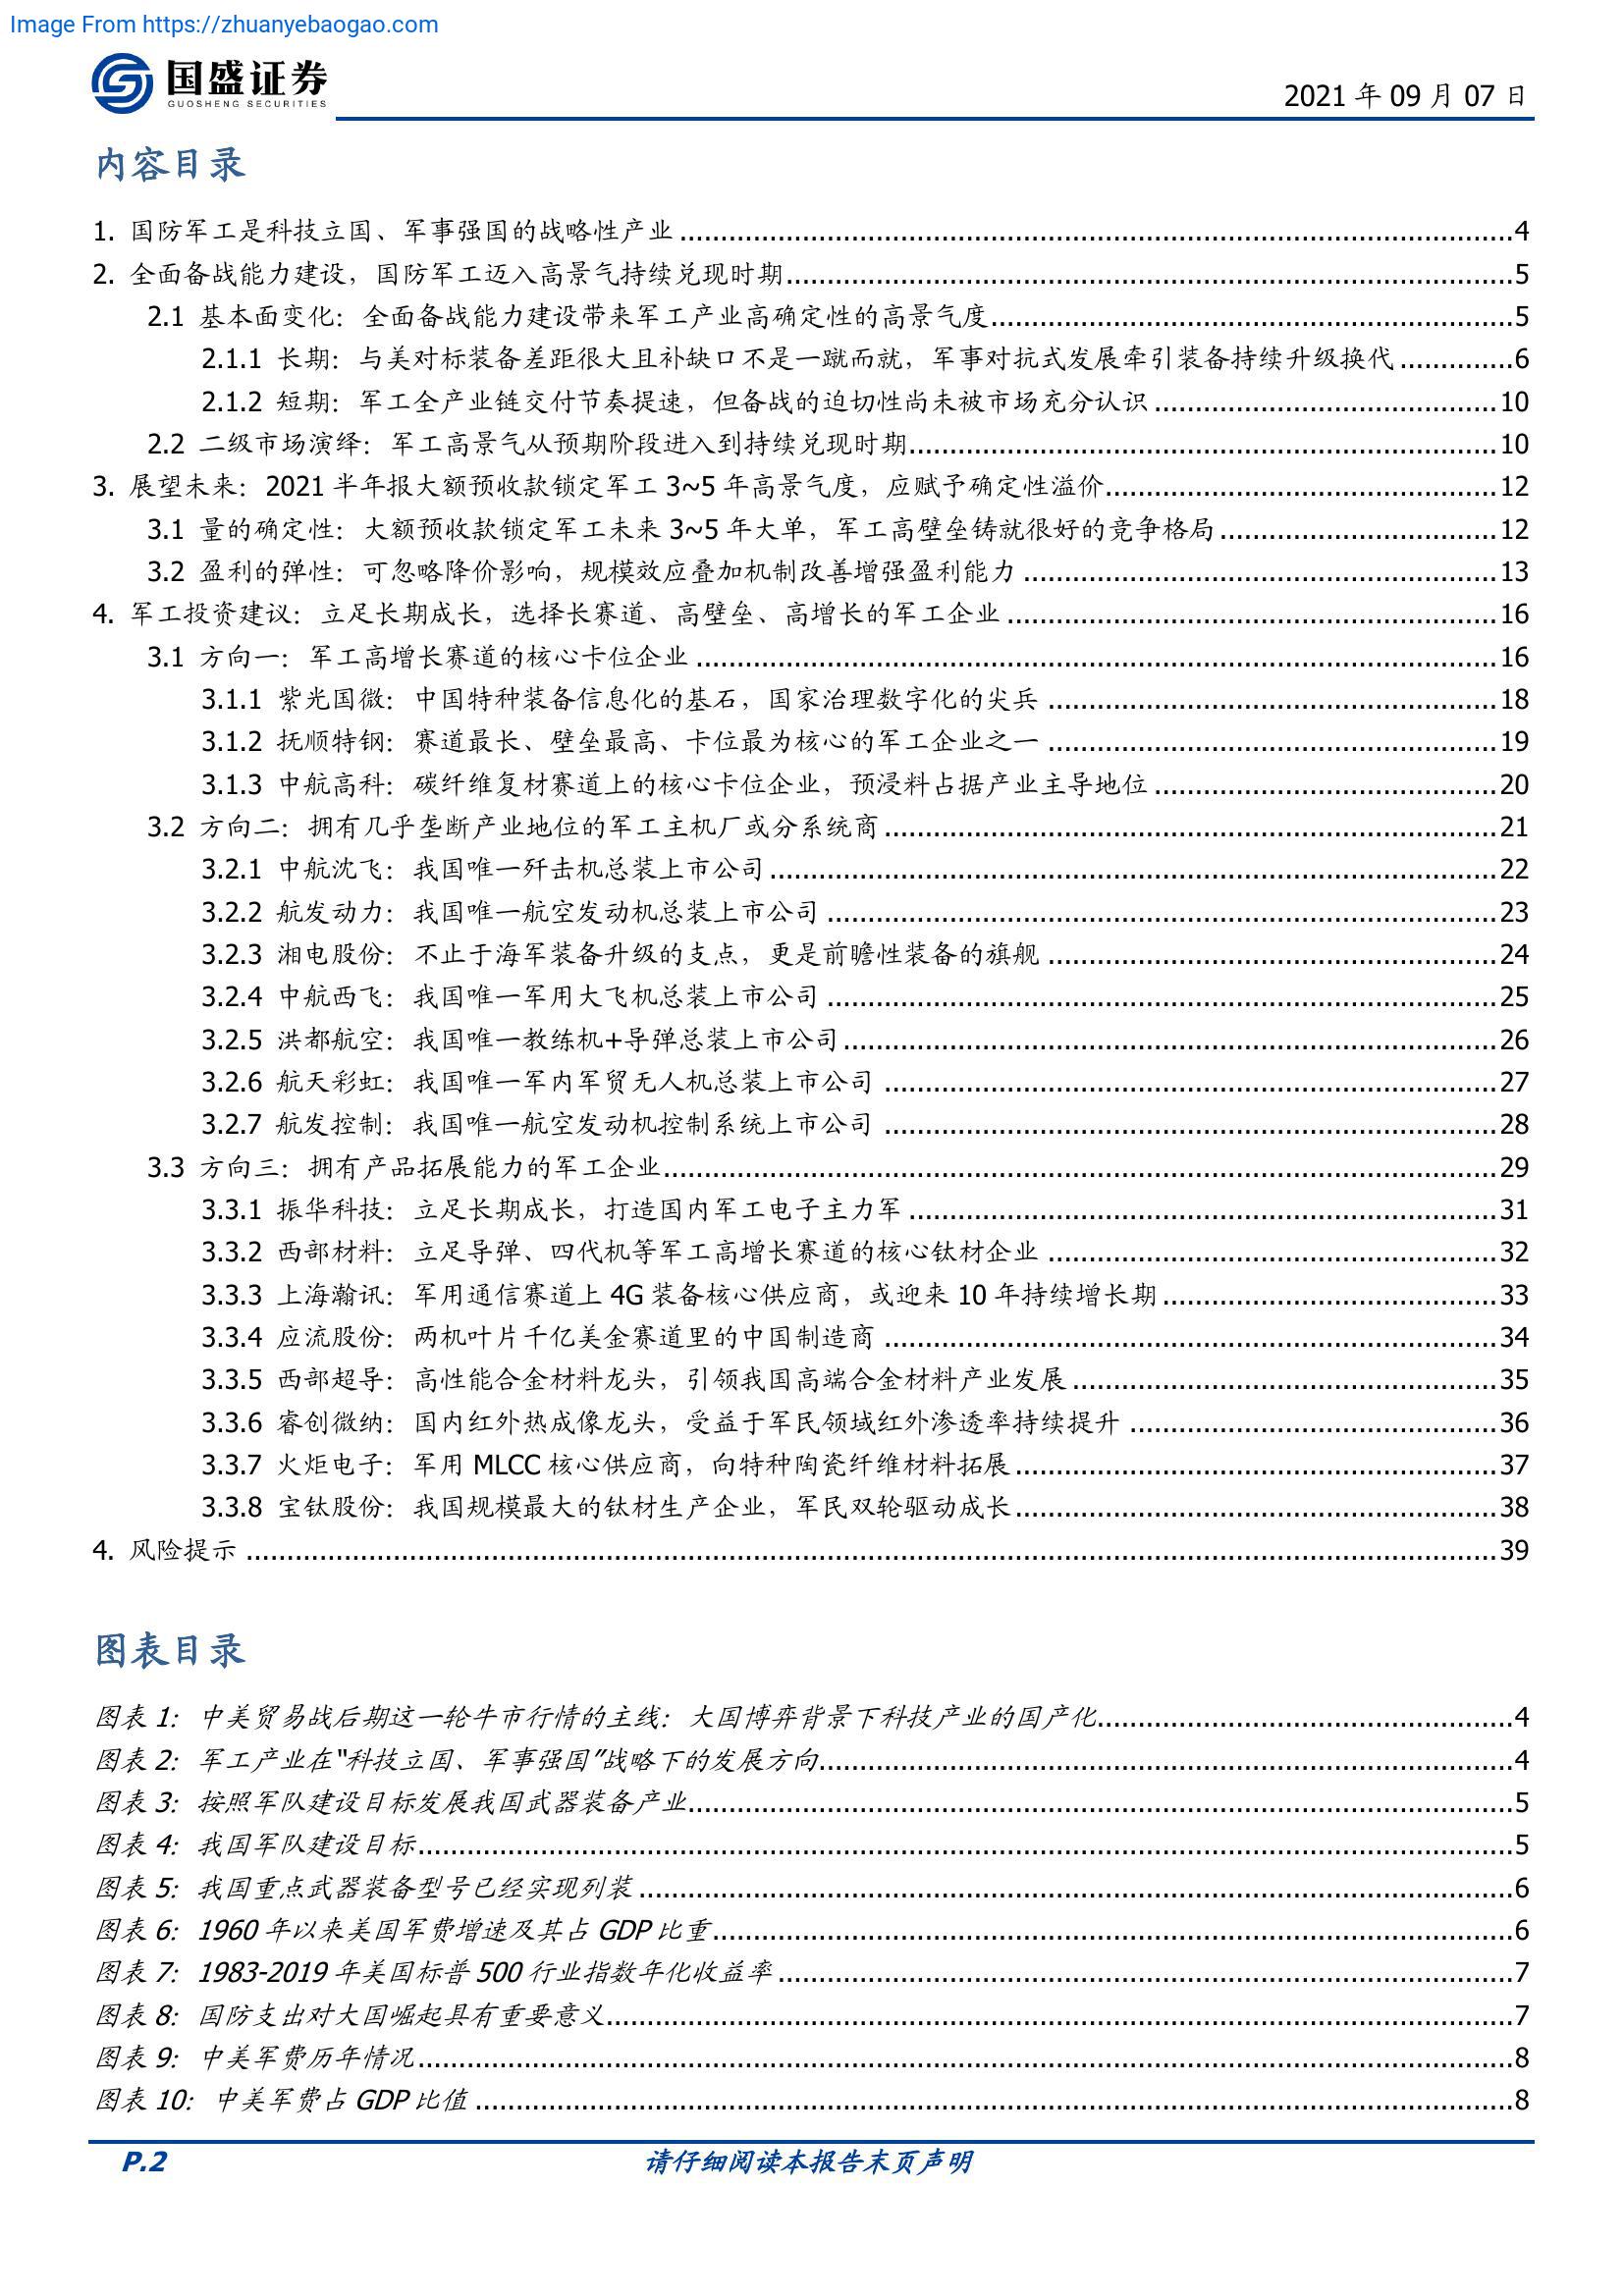 Image From https://zhuanyebaogao.com
国盛证券
GUOSHENG SECURITIES
2021 年 09 月 07 日
内容目录
1. 国防军工是科技立国、军事强国的战略性产业 ........ 4
2. 全面备战能力建设，国防军工迈入高景气持续兑现时期 ........ 5
2.1 基本面变化：全面备战能力建设带来军工产业高确定性的高景气度 ........ 5
2.1.1 长期：与美对标装备差距很大且补缺口不是一蹴而就，军事对抗式发展牵引装备持续升级换代 ........ 6
2.1.2 短期：军工全产业链交付节奏提速，但备战的迫切性尚未被市场充分认识 ........ 10
2.2 二级市场演绎：军工高景气从预期阶段进入到持续兑现时期 ........ 10
3. 展望未来：2021 半年报大额预收款锁定军工 3~5 年高景气度，应赋予确定性溢价 ........ 12
3.1 量的确定性：大额预收款锁定军工未来 3~5 年大单，军工高壁垒铸就很好的竞争格局 ........ 12
3.2 盈利的弹性：可忽略降价影响，规模效应叠加机制改善增强盈利能力 ........ 13
4. 军工投资建议：立足长期成长，选择长赛道、高壁垒、高增长的军工企业 ........ 16
3.1 方向一：军工高增长赛道的核心卡位企业 ........ 16
3.1.1 紫光国微：中国特种装备信息化的基石，国家治理数字化的尖兵 ........ 18
3.1.2 抚顺特钢：赛道最长、壁垒最高、卡位最为核心的军工企业之一 ........ 19
3.1.3 中航高科：碳纤维复材赛道上的核心卡位企业，预浸料占据产业主导地位 ........ 20
3.2 方向二：拥有几乎垄断产业地位的军工主机厂或分系统商 ........ 21
3.2.1 中航沈飞：我国唯一歼击机总装上市公司 ........ 22
3.2.2 航发动力：我国唯一航空发动机总装上市公司 ........ 23
3.2.3 湘电股份：不止于海军装备升级的支点，更是前瞻性装备的旗舰 ........ 24
3.2.4 中航西飞：我国唯一军用大飞机总装上市公司 ........ 25
3.2.5 洪都航空：我国唯一教练机+导弹总装上市公司 ........ 26
3.2.6 航天彩虹：我国唯一军内军贸无人机总装上市公司 ........ 27
3.2.7 航发控制：我国唯一航空发动机控制系统上市公司 ........ 28
3.3 方向三：拥有产品拓展能力的军工企业 ........ 29
3.3.1 振华科技：立足长期成长，打造国内军工电子主力军 ........ 31
3.3.2 西部材料：立足导弹、四代机等军工高增长赛道的核心钛材企业 ........ 32
3.3.3 上海瀚讯：军用通信赛道上 4G 装备核心供应商，或迎来 10 年持续增长期 ........ 33
3.3.4 应流股份：两机叶片千亿美金赛道里的中国制造商 ........ 34
3.3.5 西部超导：高性能合金材料龙头，引领我国高端合金材料产业发展 ........ 35
3.3.6 睿创微纳：国内红外热成像龙头，受益于军民领域红外渗透率持续提升 ........ 36
3.3.7 火炬电子：军用 MLCC 核心供应商，向特种陶瓷纤维材料拓展 ........ 37
3.3.8 宝钛股份：我国规模最大的钛材生产企业，军民双轮驱动成长 ........ 38
4. 风险提示 ........ 39
图表目录
图表 1：中美贸易战后期这一轮牛市行情的主线：大国博弈背景下科技产业的国产化 ........ 4
图表 2：军工产业在“科技立国、军事强国”战略下的发展方向 ........ 4
图表 3：按照军队建设目标发展我国武器装备产业 ........ 5
图表 4：我国军队建设目标 ........ 5
图表 5：我国重点武器装备型号已经实现列装 ........ 6
图表 6：1960 年以来美国军费增速及其占 GDP 比重 ........ 6
图表 7：1983-2019 年美国标普 500 行业指数年化收益率 ........ 7
图表 8：国防支出对大国崛起具有重要意义 ........ 7
图表 9：中美军费历年情况 ........ 8
图表 10：中美军费占 GDP 比值 ........ 8
P.2 请仔细阅读本报告末页声明